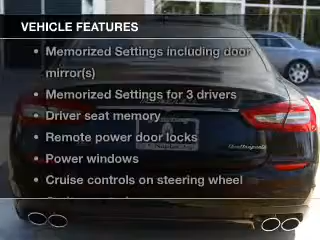 VEHICLE FEATURES
• Memorized Settings including door
mirror(s)
• Memorized Settings for 3 drivers
• Driver seat memory
• Remote power door locks
• Power windows
• Cruise controls on steering wheel
Quattroporte